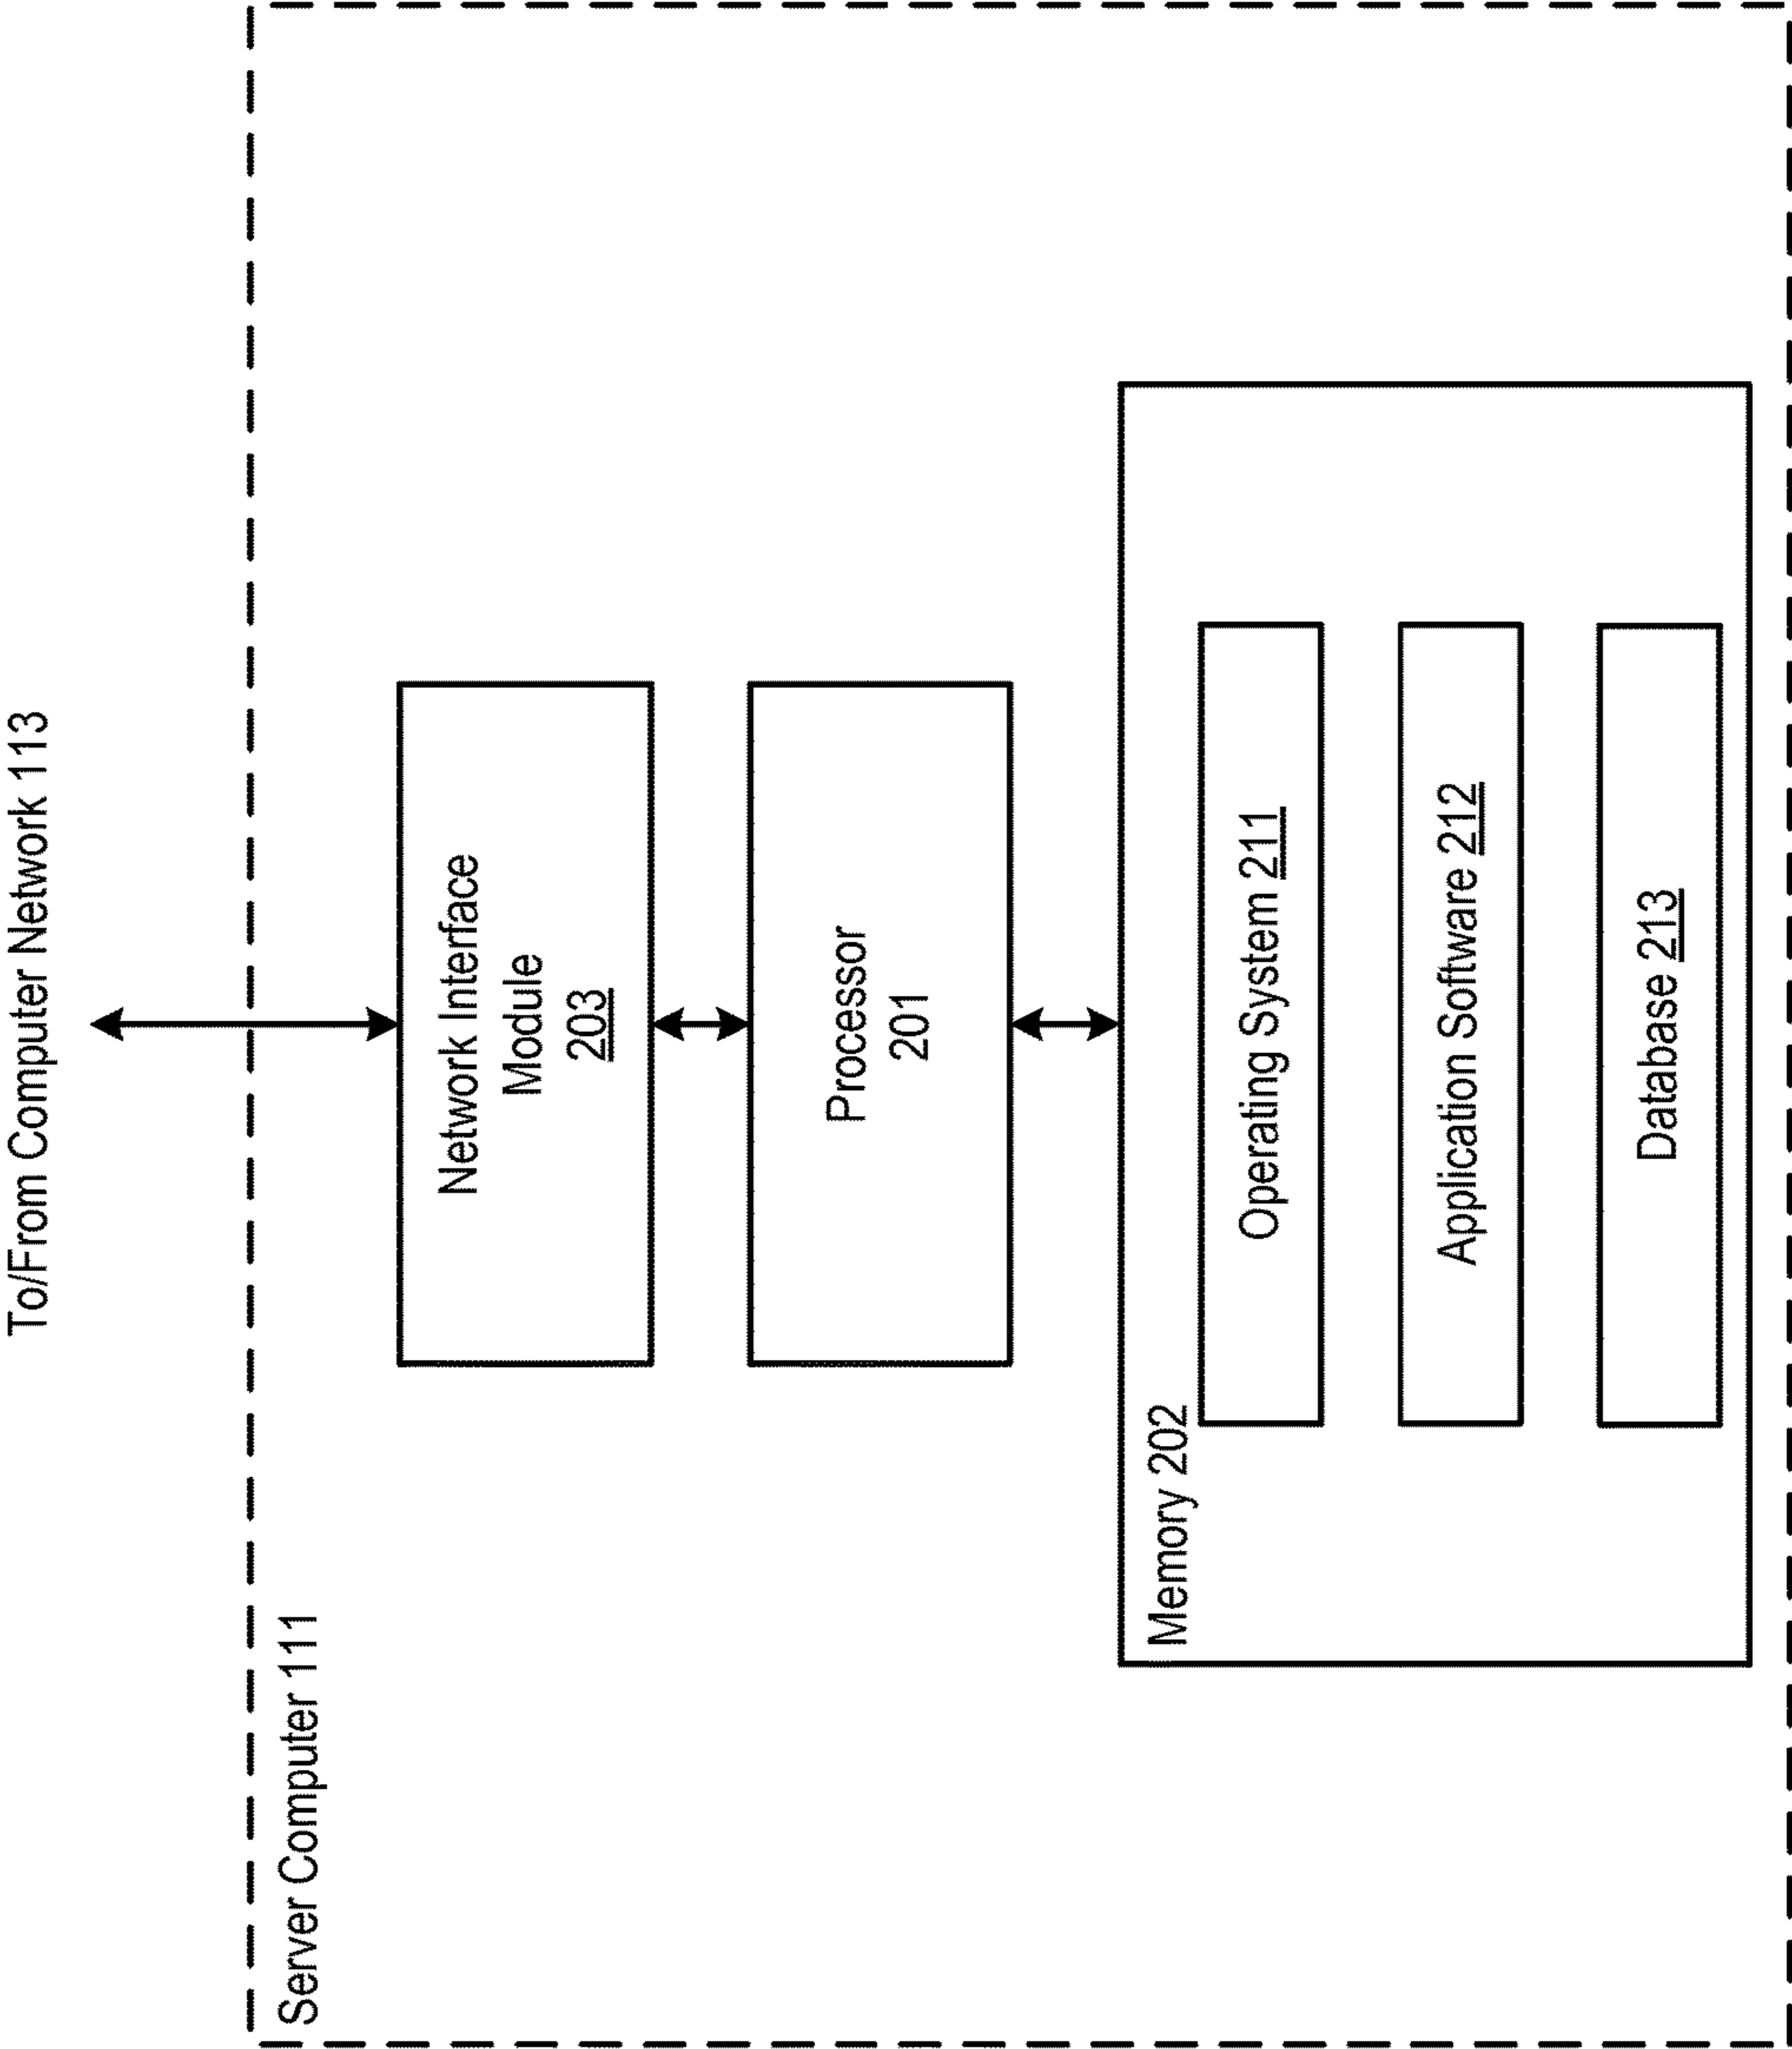 To/From Computer Network 113
Server Computer 111
Network Interface
Module
203
Processor
201
Memory 202
Operating System 211
Application Software 212
Database 213